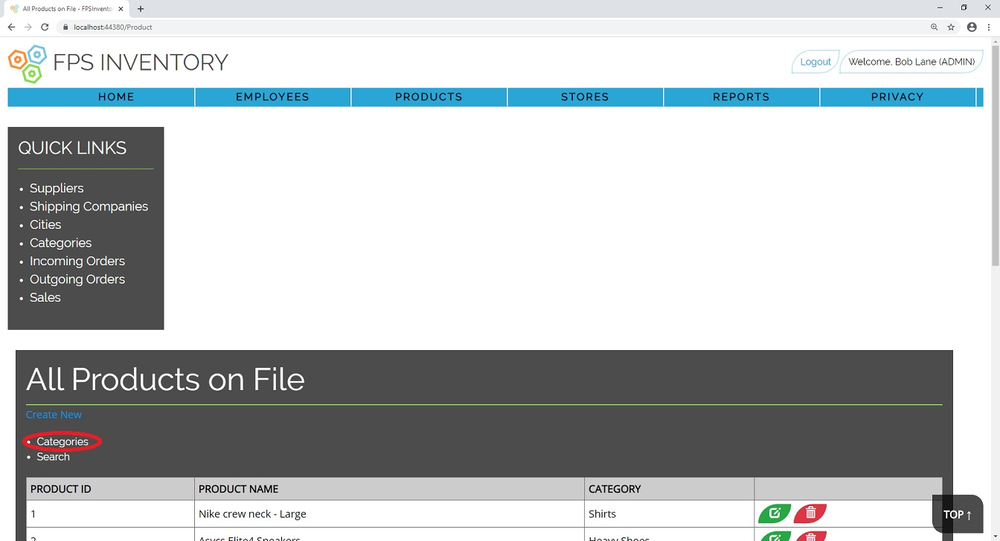 All Products on File - FPSInvento
localhost:44380/Product
FPS INVENTORY
Logout
Welcome, Bob Lane (ADMIN)
HOME EMPLOYEES PRODUCTS STORES REPORTS PRIVACY
QUICK LINKS
Suppliers
Shipping Companies
Cities
Categories
Incoming Orders
Outgoing Orders
Sales
All Products on File
Create New
Categories
Search
PRODUCT ID PRODUCT NAME CATEGORY
1 Nike crew neck - Large Shirts
2 Asycs Elite4 Sneakers Heavy Shoes
TOP ↑